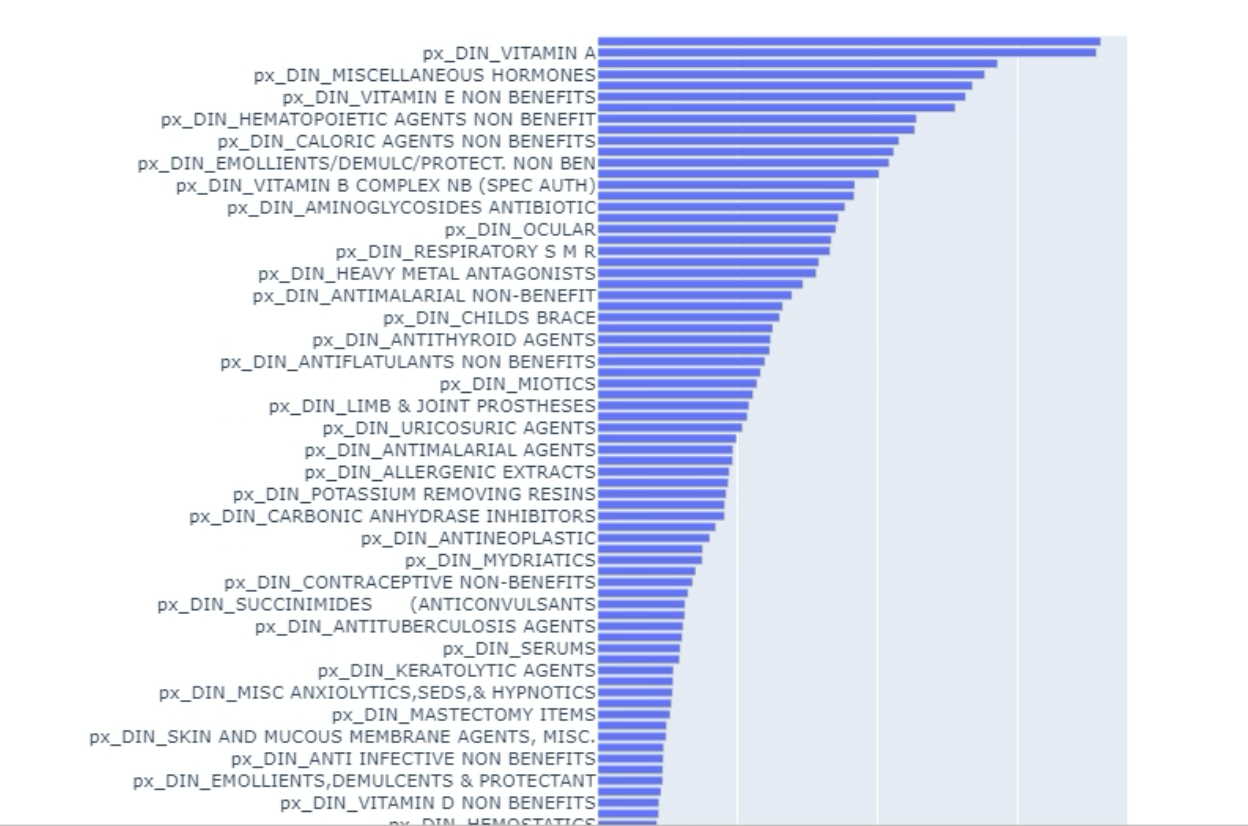 px_DIN_VITAMIN A
px_DIN_MISCELLANEOUS HORMONES
px_DIN_VITAMIN E NON BENEFITS
px_DIN_HEMATOPOIETIC AGENTS NON BENEFIT
px_DIN_CALORIC AGENTS NON BENEFITS
px_DIN_EMOLLIENTS/DEMULC/PROTECT. NON BEN
px_DIN_VITAMIN B COMPLEX NB (SPEC AUTH)
px_DIN_AMINOGLYCOSIDES ANTIBIOTIC
px_DIN_OCULAR
px_DIN_RESPIRATORY S M R
px_DIN_HEAVY METAL ANTAGONISTS
px_DIN_ANTIMALARIAL NON-BENEFIT
px_DIN_CHILDS BRACE
px_DIN_ANTITHYROID AGENTS
px_DIN_ANTIFLATULANTS NON BENEFITS
px_DIN_MIOTICS
px_DIN_LIMB & JOINT PROSTHESES
px_DIN_URICOSURIC AGENTS
px_DIN_ANTIMALARIAL AGENTS
px_DIN_ALLERGENIC EXTRACTS
px_DIN_POTASSIUM REMOVING RESINS
px_DIN_CARBONIC ANHYDRASE INHIBITORS
px_DIN_ANTINEOPLASTIC
px_DIN_MYDRIATICS
px_DIN_CONTRACEPTIVE NON-BENEFITS
px_DIN_SUCCINIMIDES (ANTICONVULSANTS
px_DIN_ANTITUBERCULOSIS AGENTS
px_DIN_SERUMS
px_DIN_KERATOLYTIC AGENTS
px_DIN_MISC ANXIOLYTICS,SEDS,& HYPNOTICS
px_DIN_MASTECTOMY ITEMS
px_DIN_SKIN AND MUCOUS MEMBRANE AGENTS, MISC.
px_DIN_ANTI INFECTIVE NON BENEFITS
px_DIN_EMOLLIENTS,DEMULCENTS & PROTECTANT
px_DIN_VITAMIN D NON BENEFITS
px_DIN_HEMOSTATICS